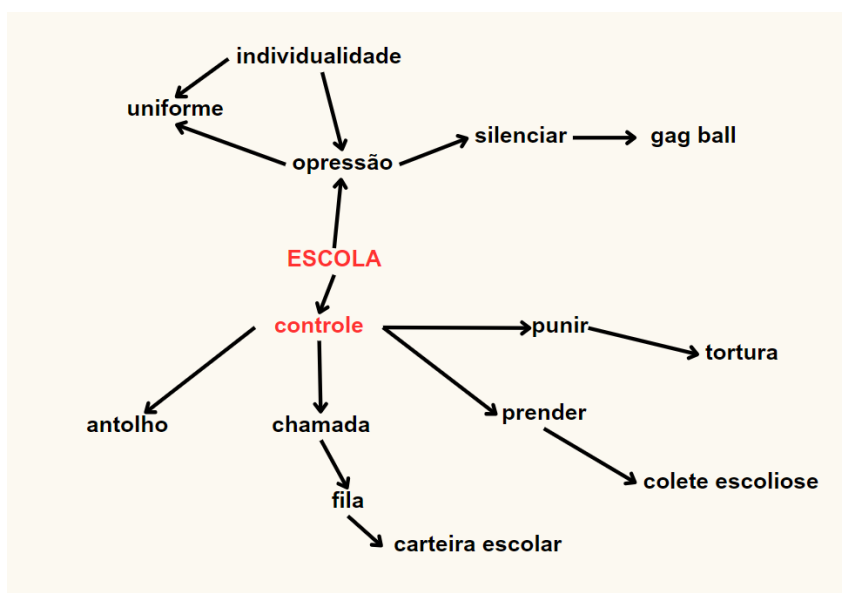 individualidade
uniforme
silenciar
gag ball
opressão
ESCOLA
controle
punir
tortura
antolho
chamada
prender
colete escoliose
fila
carteira escolar